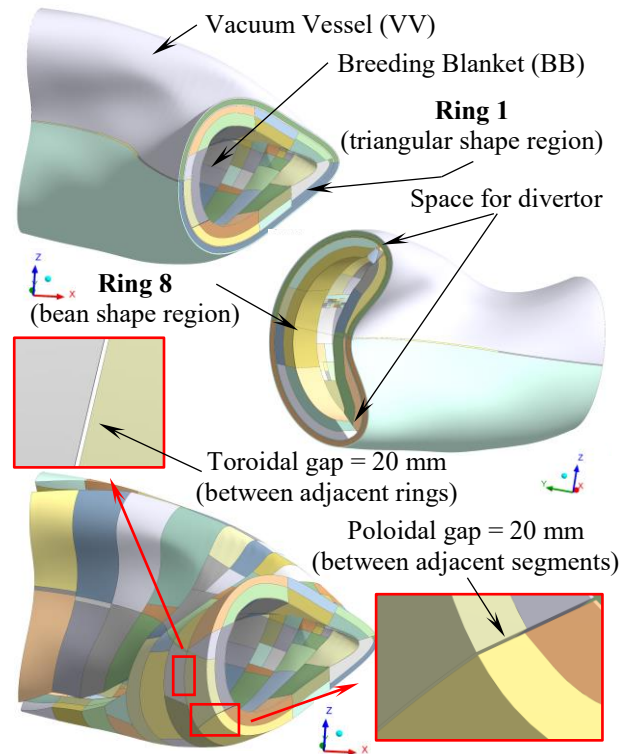 Vacuum Vessel (VV)
Breeding Blanket (BB)
Ring 1
(triangular shape region)
Space for divertor
Z
X
Ring 8
(bean shape region)
Toroidal gap = 20 mm
(between adjacent rings)
Z
Y
X
Poloidal gap = 20 mm
(between adjacent segments)
Z
X